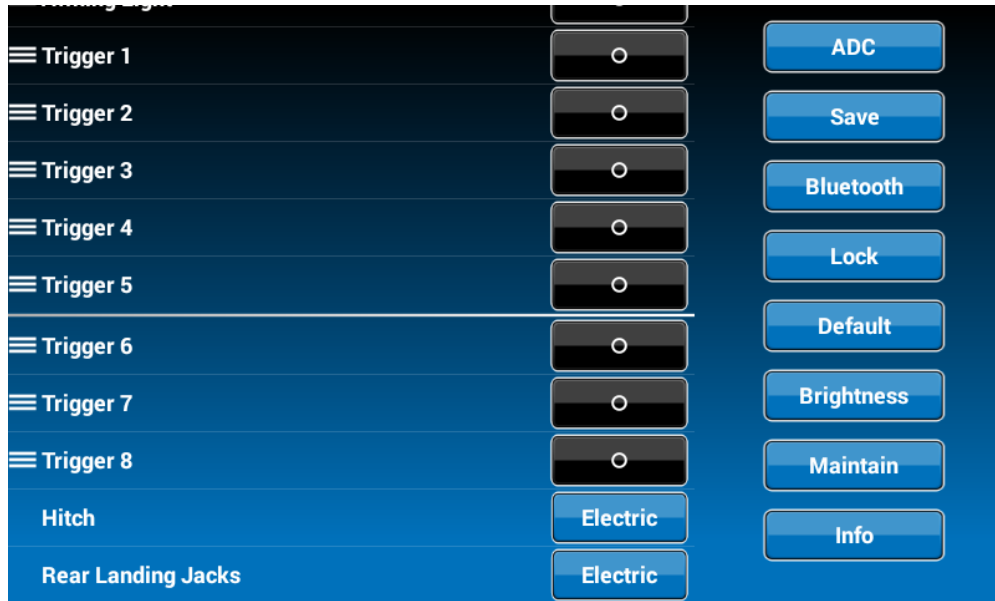 Trigger 1
Trigger 2
Trigger 3
Trigger 4
Trigger 5
Trigger 6
Trigger 7
Trigger 8
Hitch
Electric
Rear Landing Jacks
Electric
ADC
Save
Bluetooth
Lock
Default
Brightness
Maintain
Info